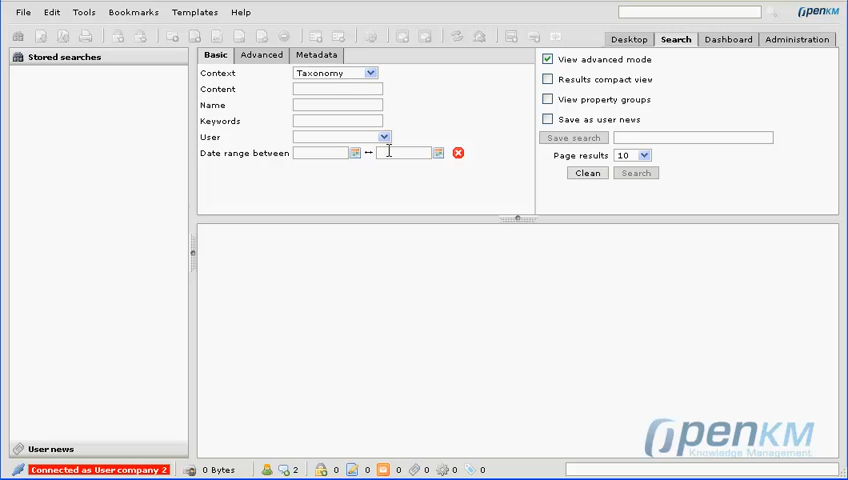 File Edit Tools Bookmarks Templates Help
OPENKM
Desktop Search Dashboard Administration
Stored searches
Basic Advanced Metadata
Context Taxonomy
Content
Name
Keywords
User
Date range between
View advanced mode
Results compact view
View property groups
Save as user news
Save search
Page results 10
Clean Search
OPENKM
Knowledge Management
User news
Connected as User company 2 0 Bytes 2 0 0 0 0 0 0